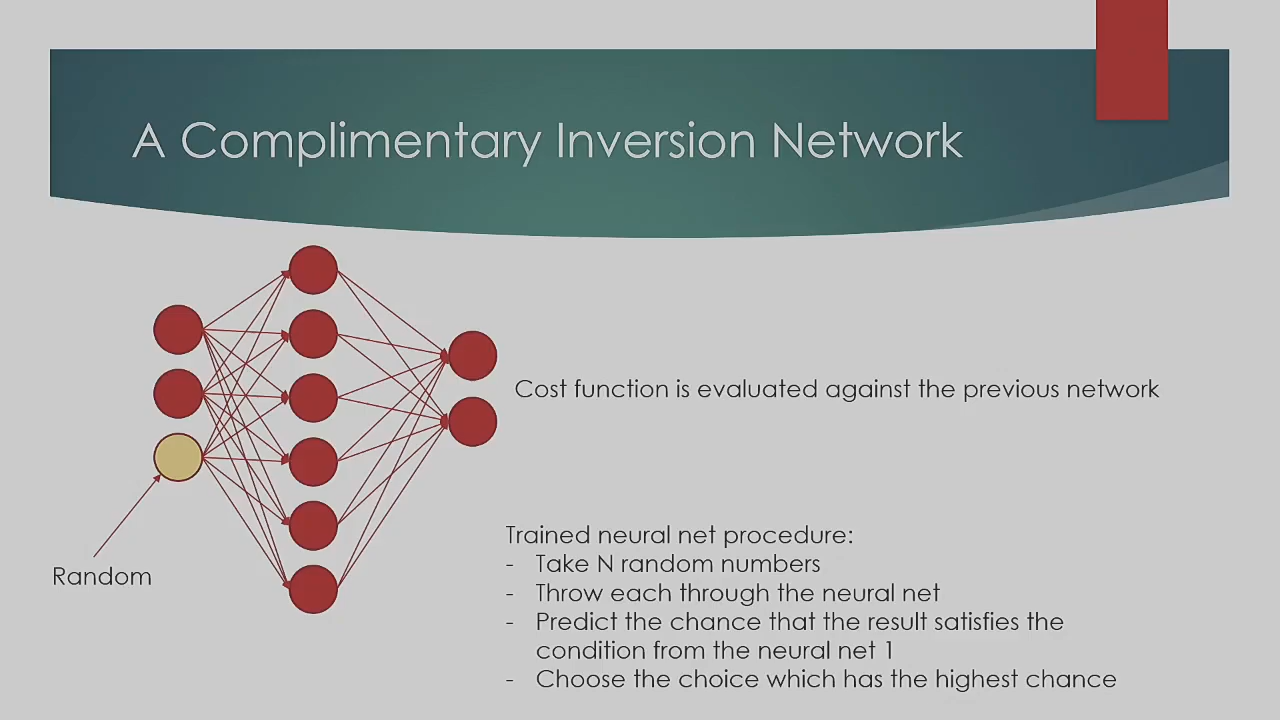 A Complimentary Inversion Network
Cost function is evaluated against the previous network
Random
Trained neural net procedure:
- Take N random numbers
- Throw each through the neural net
- Predict the chance that the result satisfies the
condition from the neural net 1
- Choose the choice which has the highest chance